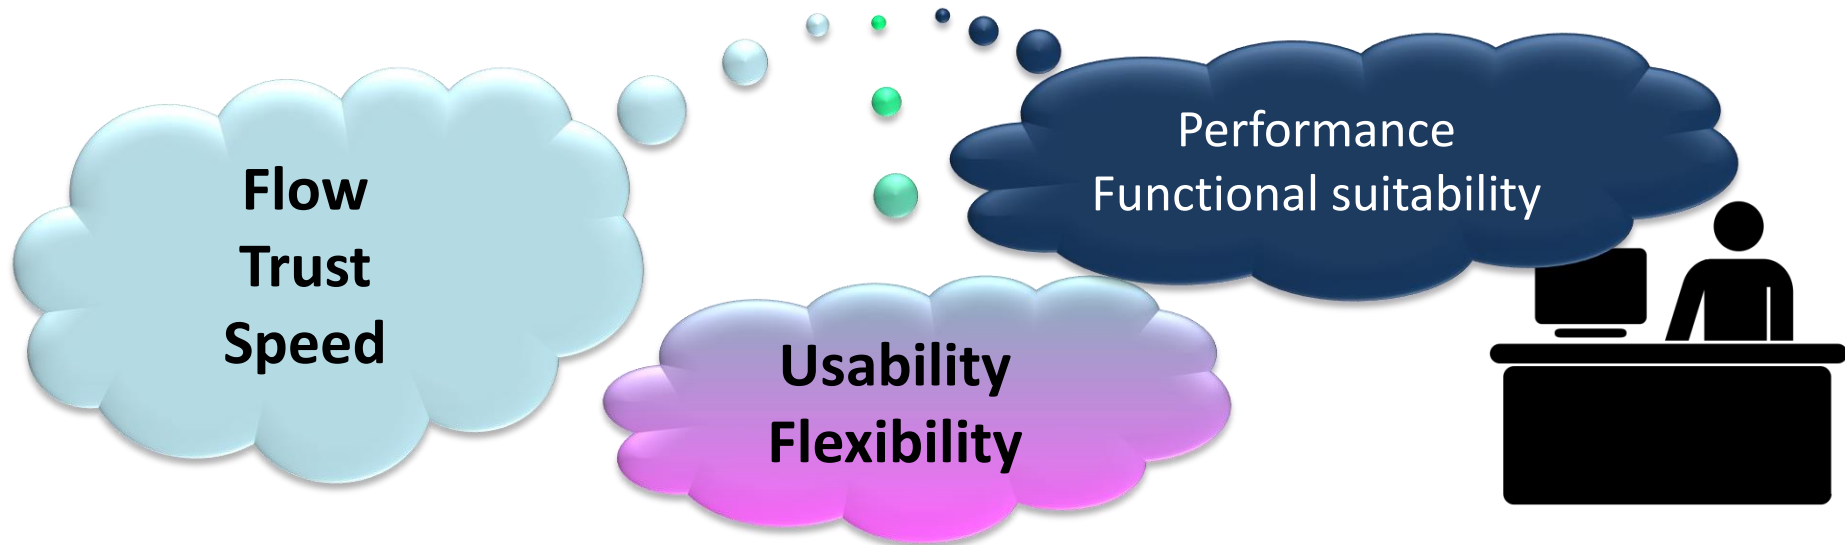 Flow
Trust
Speed
Usability
Flexibility
Performance
Functional suitability